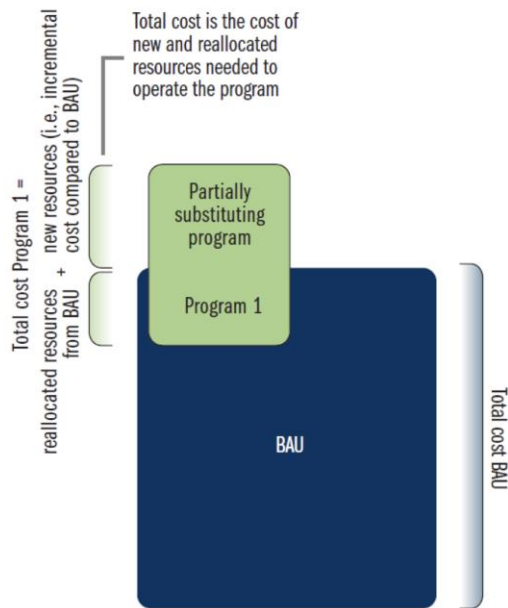 Total cost is the cost of
new and reallocated
resources needed to
operate the program
Total cost Program 1 =
reallocated resources + new resources (i.e., incremental
from BAU cost compared to BAU)
Partially
substituting
program
Program 1
BAU
Total cost BAU